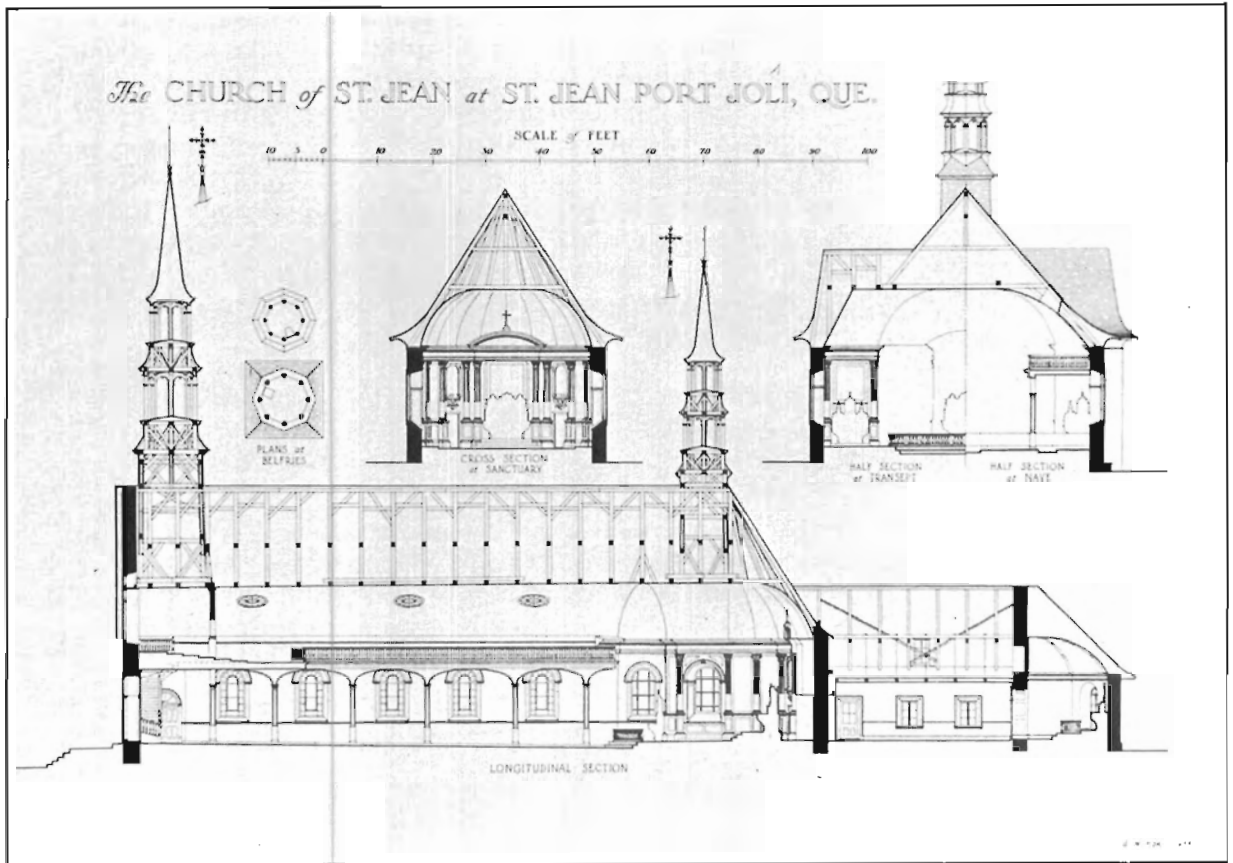 The CHURCH of ST. JEAN at ST. JEAN PORT JOLI, QUE.
SCALE of FEET
10 5 0 10 20 30 40 50 60 70 80 90 100
PLANS of
BELFRIES
CROSS SECTION
at SANCTUARY
HALF SECTION
at TRANSEPT
HALF SECTION
at NAVE
LONGITUDINAL SECTION